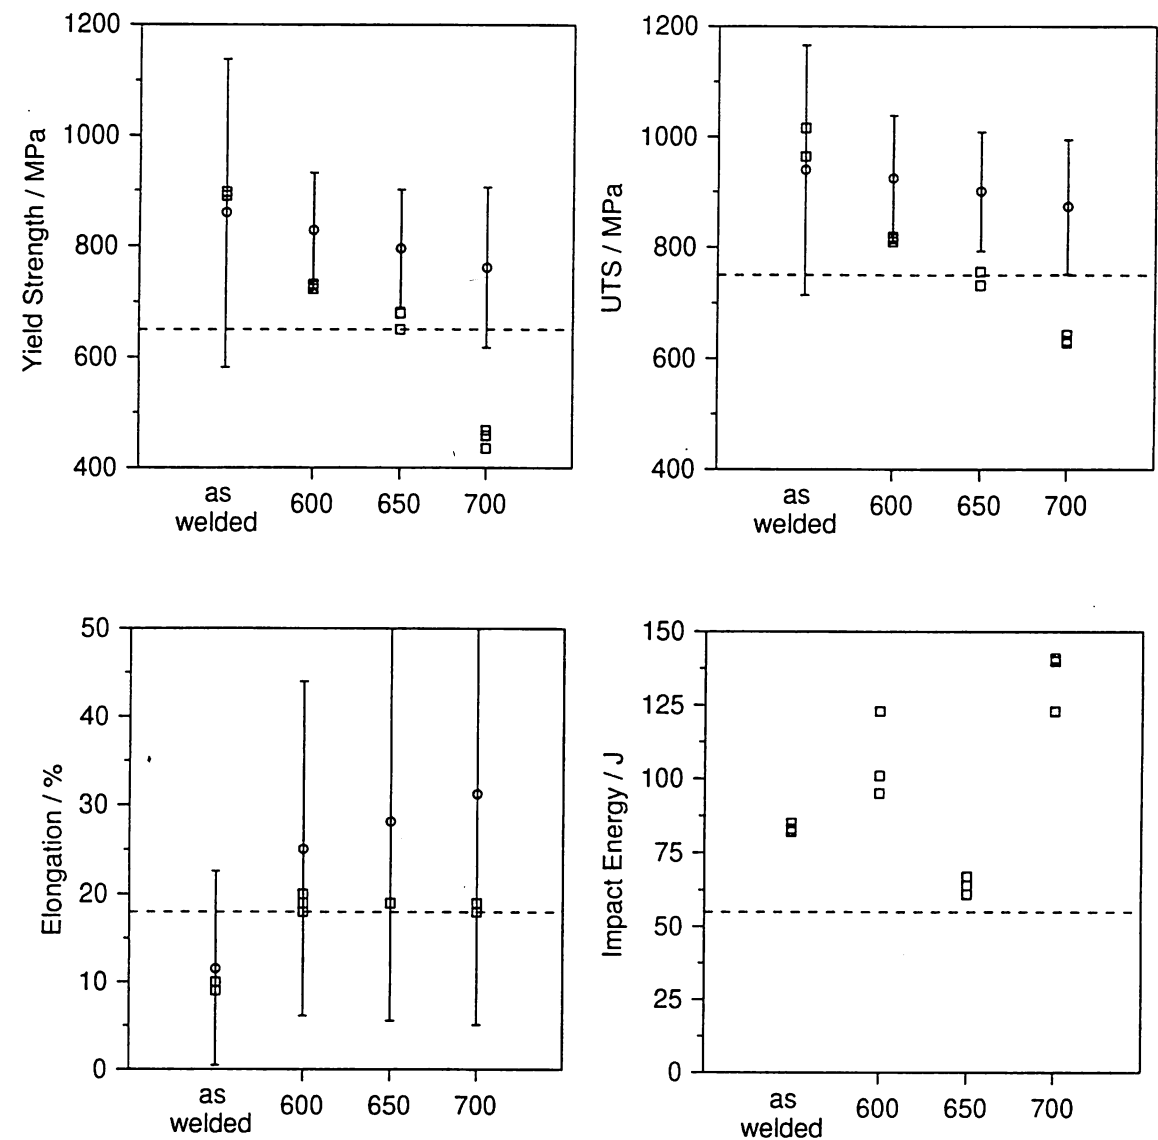 1200
1000
800
600
400
Yield Strength / MPa
as
welded
600
650
700
1200
1000
800
600
400
UTS / MPa
as
welded
600
650
700
50
40
30
20
10
0
Elongation / %
as
welded
600
650
700
150
125
100
75
50
25
0
Impact Energy / J
as
welded
600
650
700